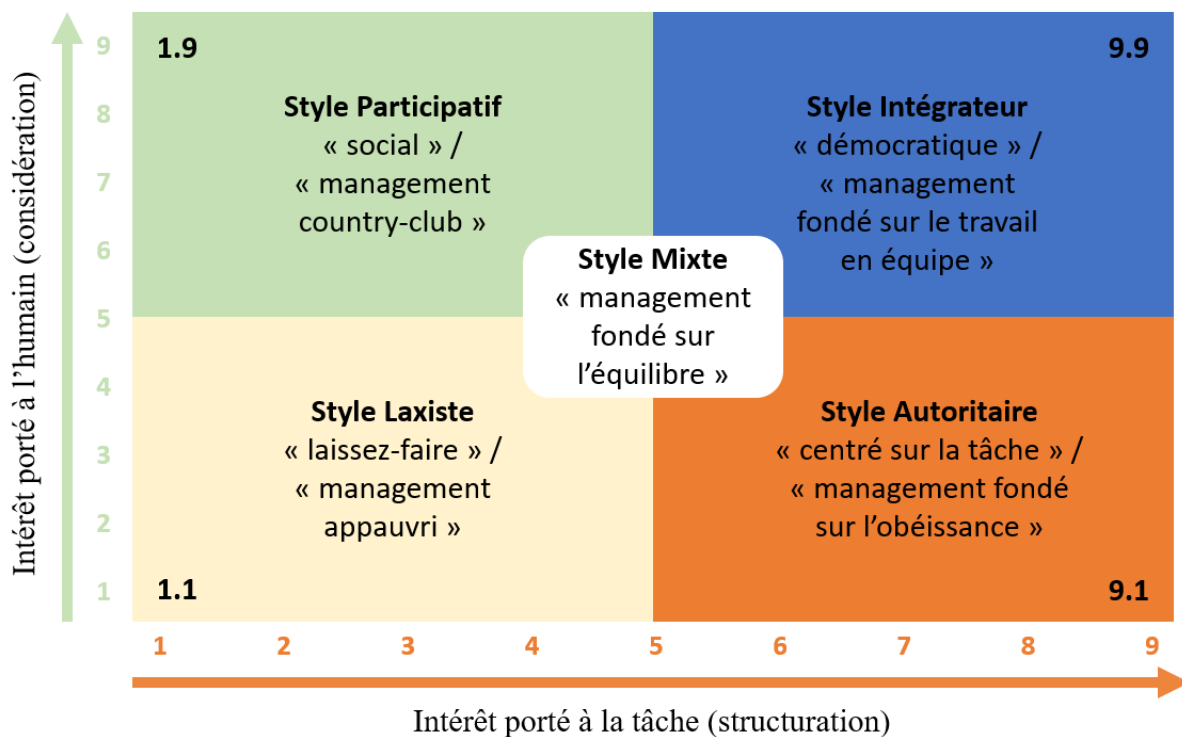 Intérêt porté à l'humain (considération)
9
8
7
6
5
4
3
2
1
1.9
Style Participatif
« social » /
« management
country-club »
9.9
Style Intégrateur
« démocratique » /
« management
fondé sur le travail
en équipe »
Style Mixte
« management
fondé sur
l'équilibre »
Style Laxiste
« laissez-faire » /
« management
appauvri »
1.1
Style Autoritaire
« centré sur la tâche » /
« management fondé
sur l'obéissance »
9.1
1 2 3 4 5 6 7 8 9
Intérêt porté à la tâche (structuration)